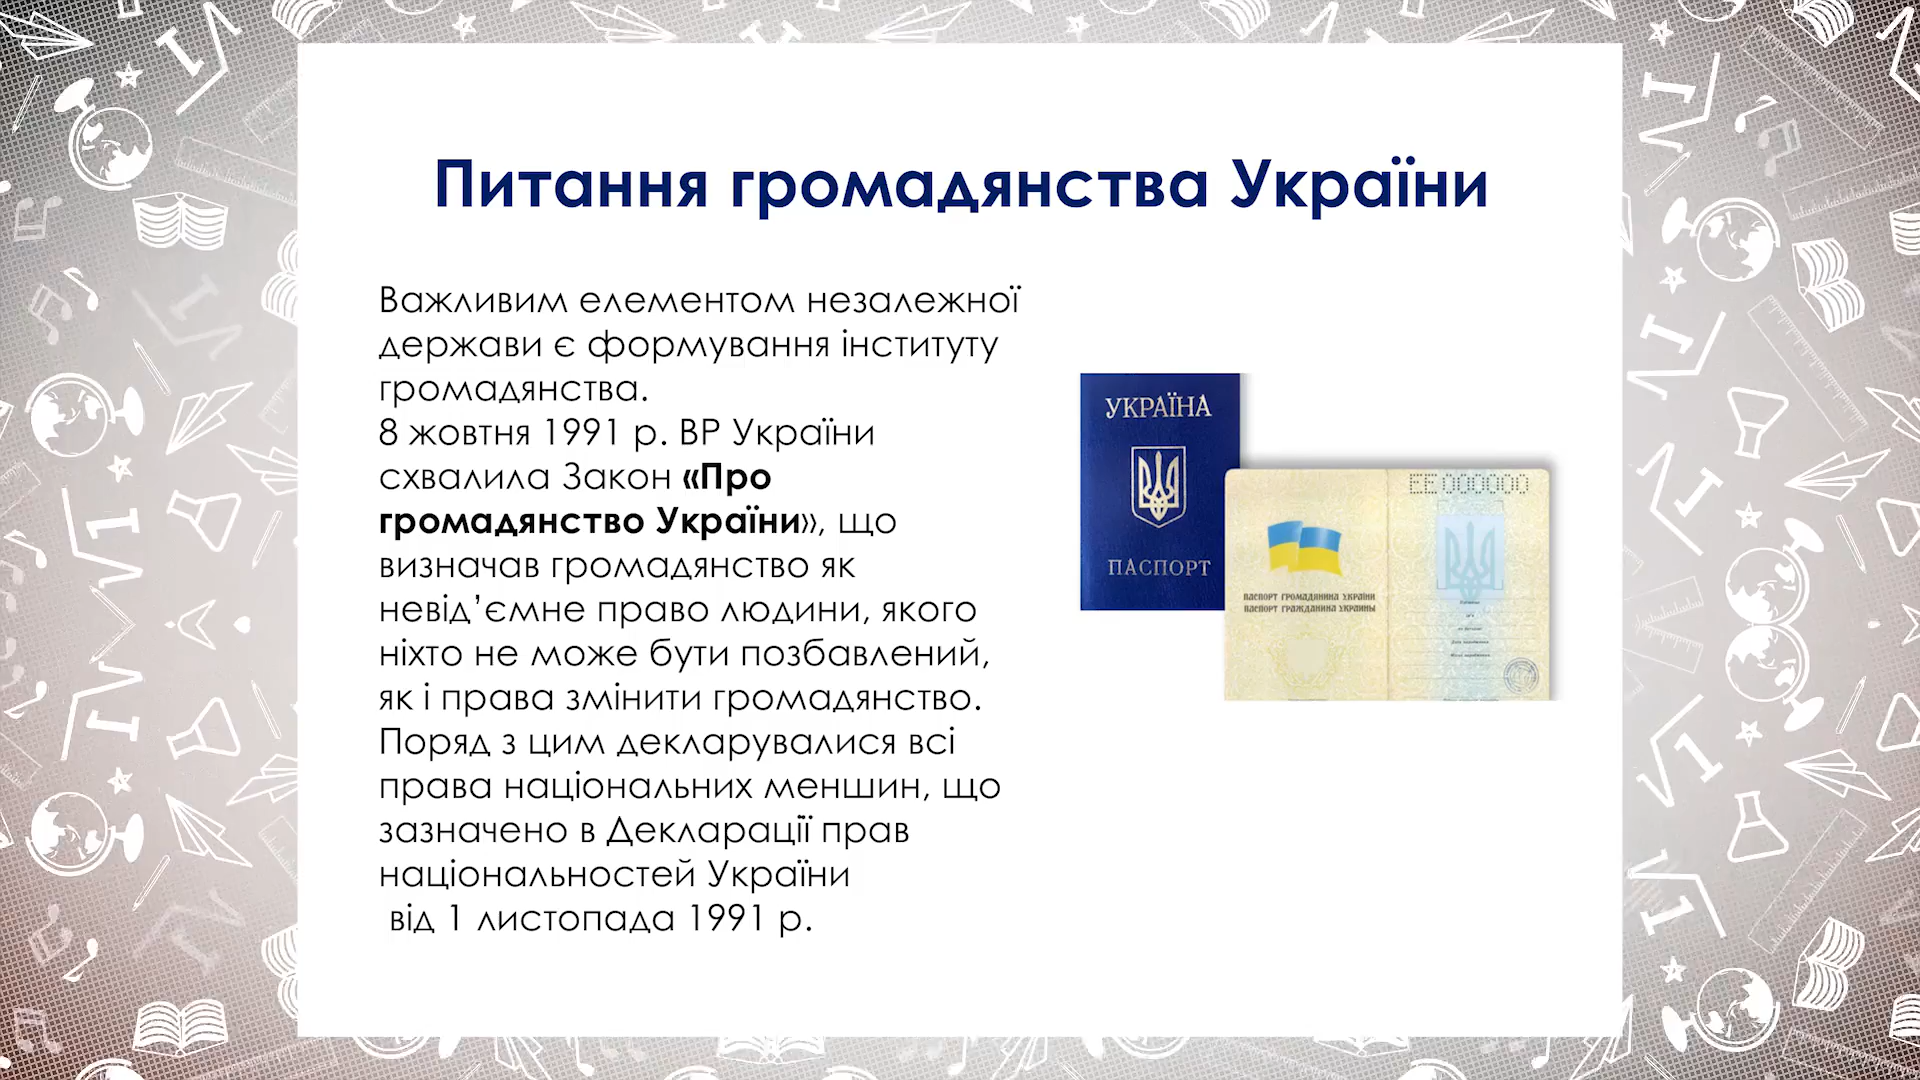 Питання громадянства України
Важливим елементом незалежної
держави є формування інституту
громадянства.
8 жовтня 1991 р. ВР України
схвалила Закон «Про
громадянство України», що
визначав громадянство як
невід’ємне право людини, якого
ніхто не може бути позбавлений,
як і права змінити громадянство.
Поряд з цим декларувалися всі
права національних меншин, що
зазначено в Декларації прав
національностей України
від 1 листопада 1991 р.
УКРАЇНА
ПАСПОРТ
ЕЕ000000
ПАСПОРТ ГРОМАДЯНИНА УКРАЇНИ
ПАСПОРТ ГРАЖДАНИНА УКРАИНЫ